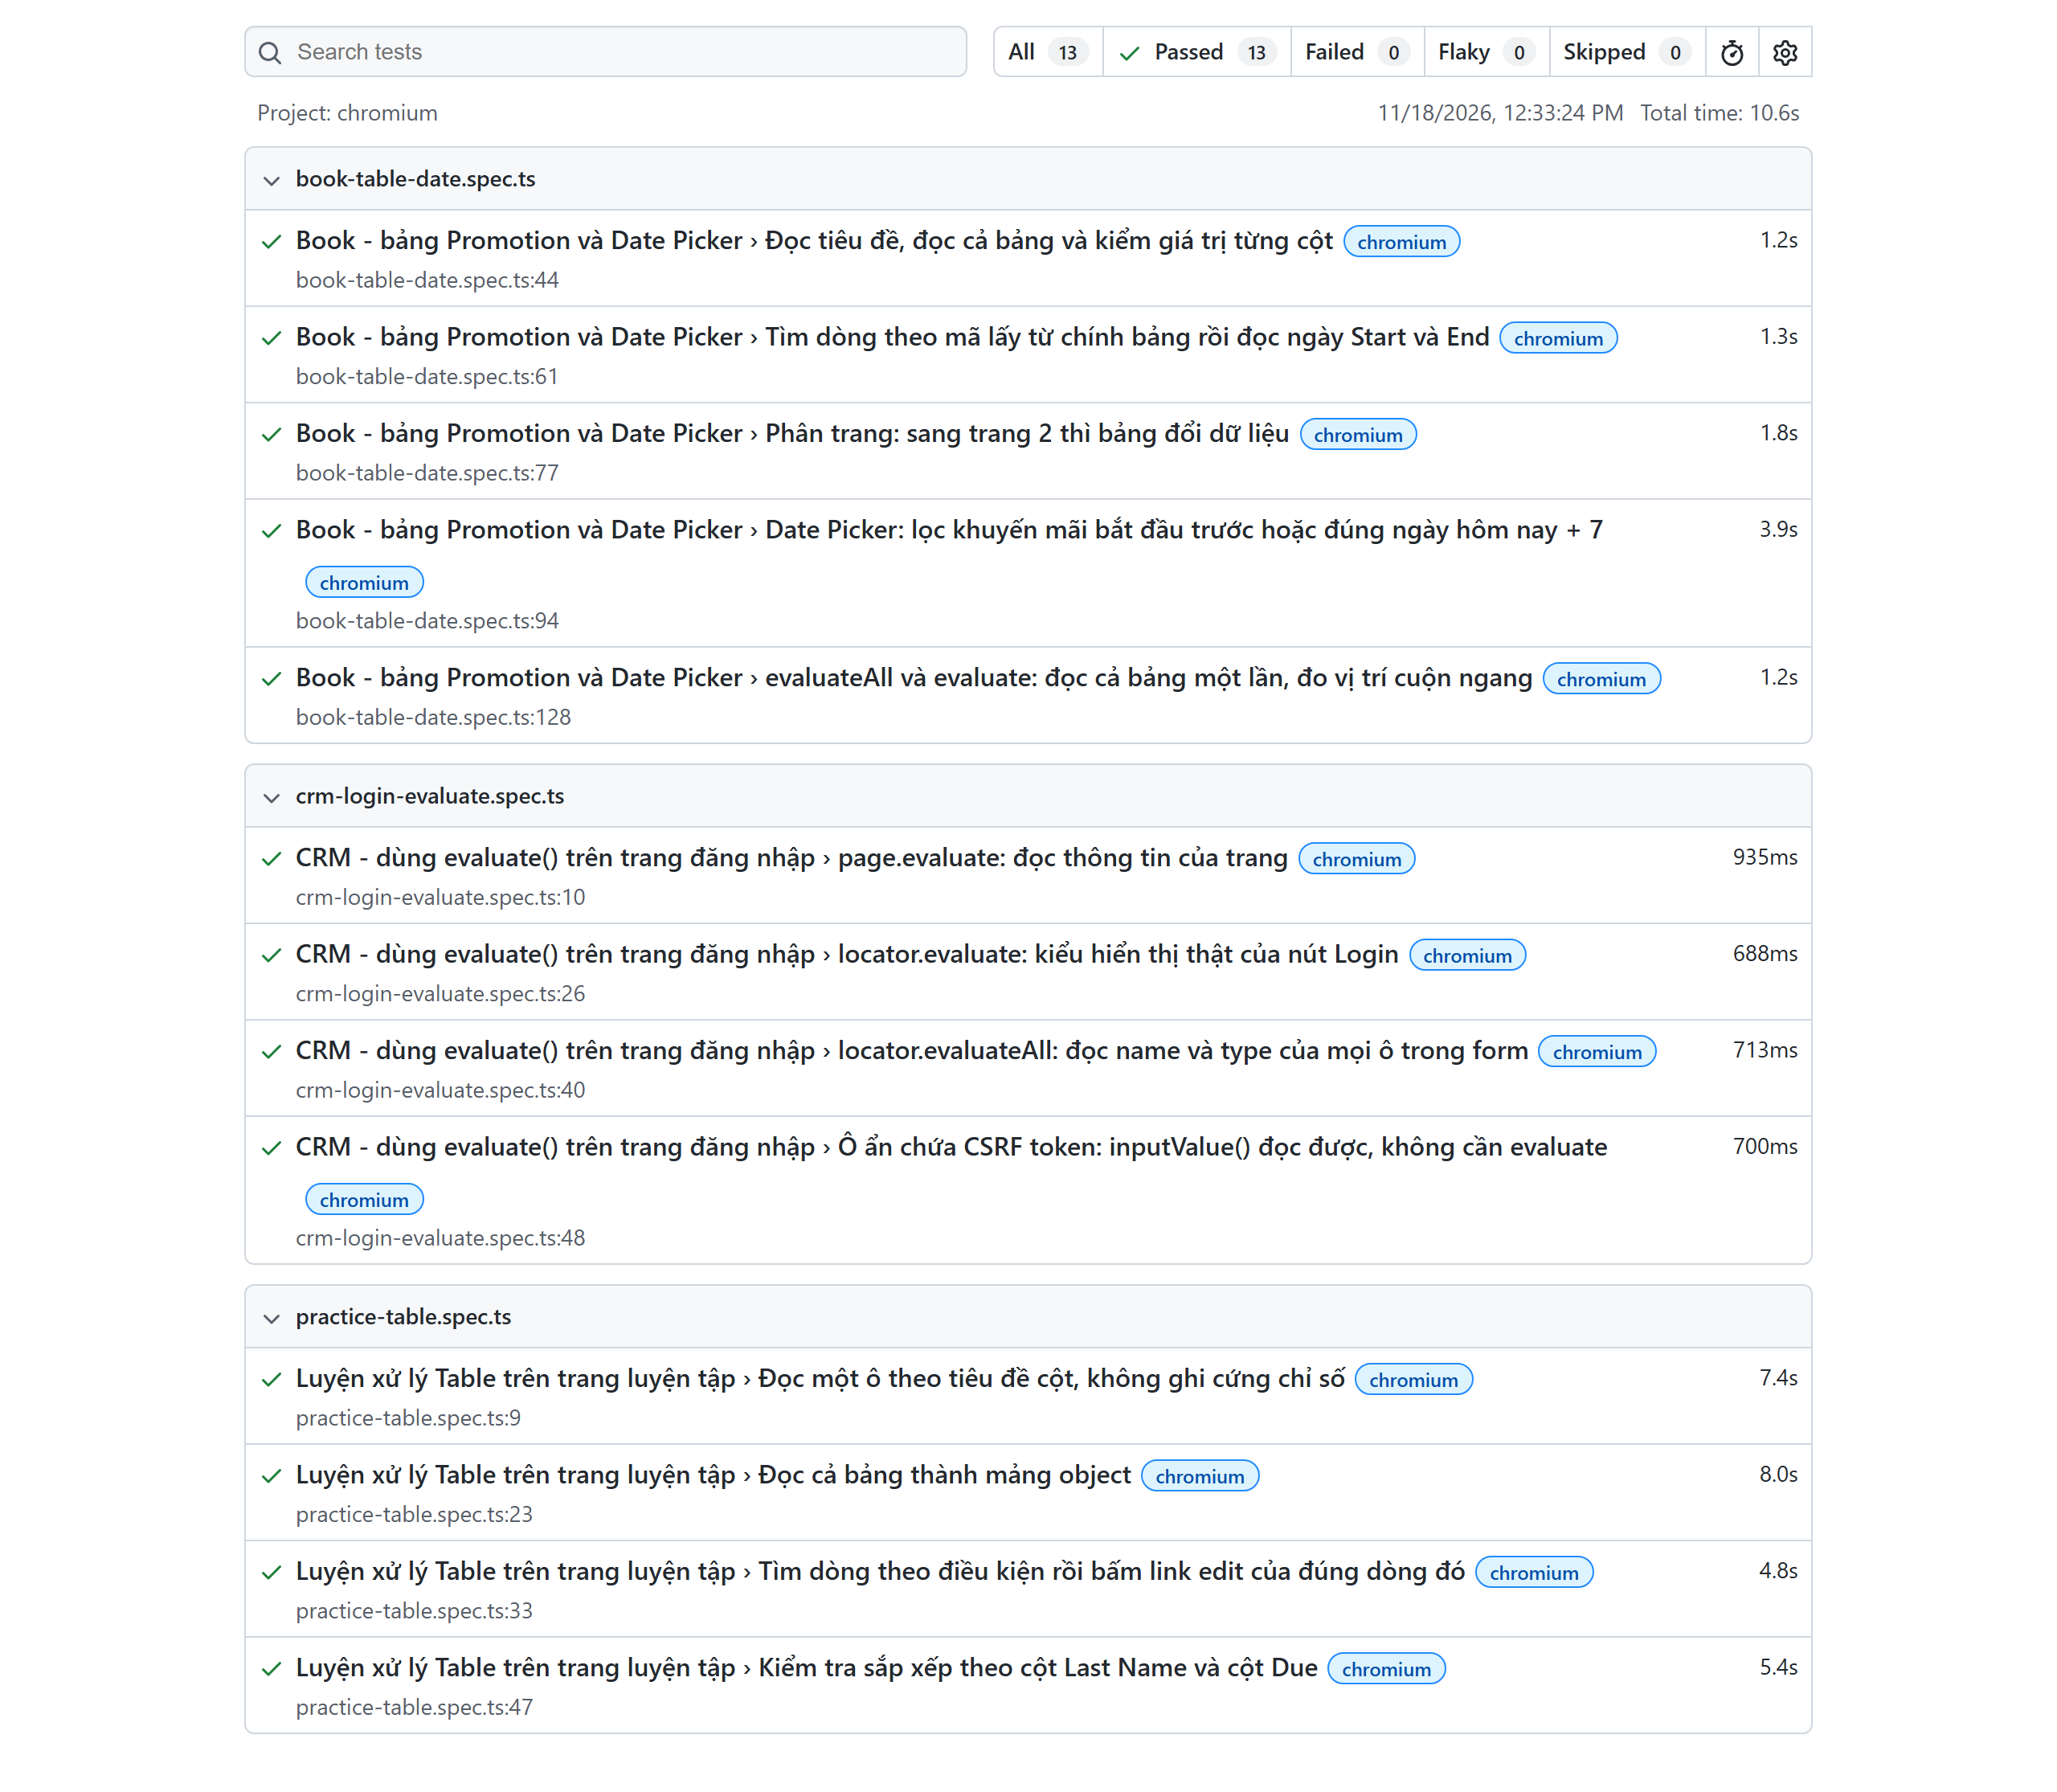 Search tests
All 13 Passed 13 Failed 0 Flaky 0 Skipped 0
Project: chromium
11/18/2026, 12:33:24 PM Total time: 10.6s
book-table-date.spec.ts
Book - bảng Promotion và Date Picker › Đọc tiêu đề, đọc cả bảng và kiểm giá trị từng cột chromium 1.2s
book-table-date.spec.ts:44
Book - bảng Promotion và Date Picker › Tìm dòng theo mã lấy từ chính bảng rồi đọc ngày Start và End chromium 1.3s
book-table-date.spec.ts:61
Book - bảng Promotion và Date Picker › Phân trang: sang trang 2 thì bảng đổi dữ liệu chromium 1.8s
book-table-date.spec.ts:77
Book - bảng Promotion và Date Picker › Date Picker: lọc khuyến mãi bắt đầu trước hoặc đúng ngày hôm nay + 7 3.9s
chromium
book-table-date.spec.ts:94
Book - bảng Promotion và Date Picker › evaluateAll và evaluate: đọc cả bảng một lần, đo vị trí cuộn ngang chromium 1.2s
book-table-date.spec.ts:128
crm-login-evaluate.spec.ts
CRM - dùng evaluate() trên trang đăng nhập › page.evaluate: đọc thông tin của trang chromium 935ms
crm-login-evaluate.spec.ts:10
CRM - dùng evaluate() trên trang đăng nhập › locator.evaluate: kiểu hiển thị thật của nút Login chromium 688ms
crm-login-evaluate.spec.ts:26
CRM - dùng evaluate() trên trang đăng nhập › locator.evaluateAll: đọc name và type của mọi ô trong form chromium 713ms
crm-login-evaluate.spec.ts:40
CRM - dùng evaluate() trên trang đăng nhập › Ô ẩn chứa CSRF token: inputValue() đọc được, không cần evaluate 700ms
chromium
crm-login-evaluate.spec.ts:48
practice-table.spec.ts
Luyện xử lý Table trên trang luyện tập › Đọc một ô theo tiêu đề cột, không ghi cứng chỉ số chromium 7.4s
practice-table.spec.ts:9
Luyện xử lý Table trên trang luyện tập › Đọc cả bảng thành mảng object chromium 8.0s
practice-table.spec.ts:23
Luyện xử lý Table trên trang luyện tập › Tìm dòng theo điều kiện rồi bấm link edit của đúng dòng đó chromium 4.8s
practice-table.spec.ts:33
Luyện xử lý Table trên trang luyện tập › Kiểm tra sắp xếp theo cột Last Name và cột Due chromium 5.4s
practice-table.spec.ts:47